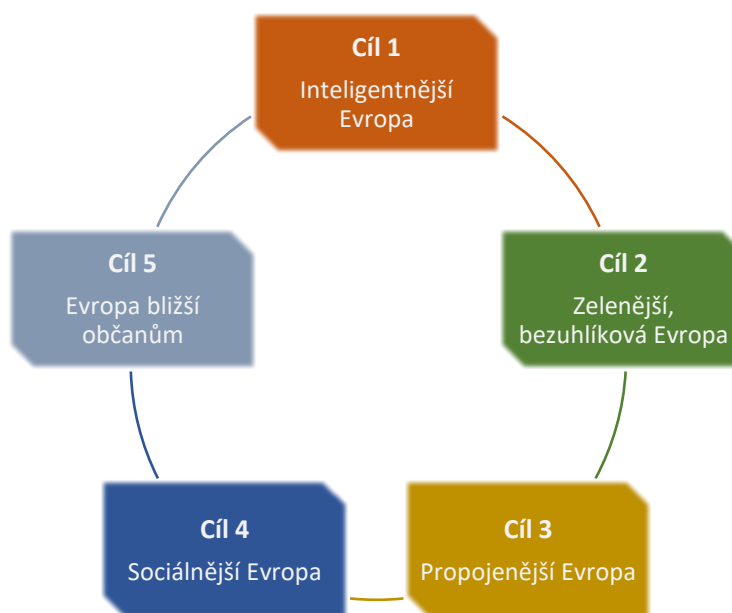 Cíl 1
Inteligentnější
Evropa
Cíl 2
Zelenější,
bezuhlíková Evropa
Cíl 3
Propojenější Evropa
Cíl 4
Sociálnější Evropa
Cíl 5
Evropa bližší
občanům